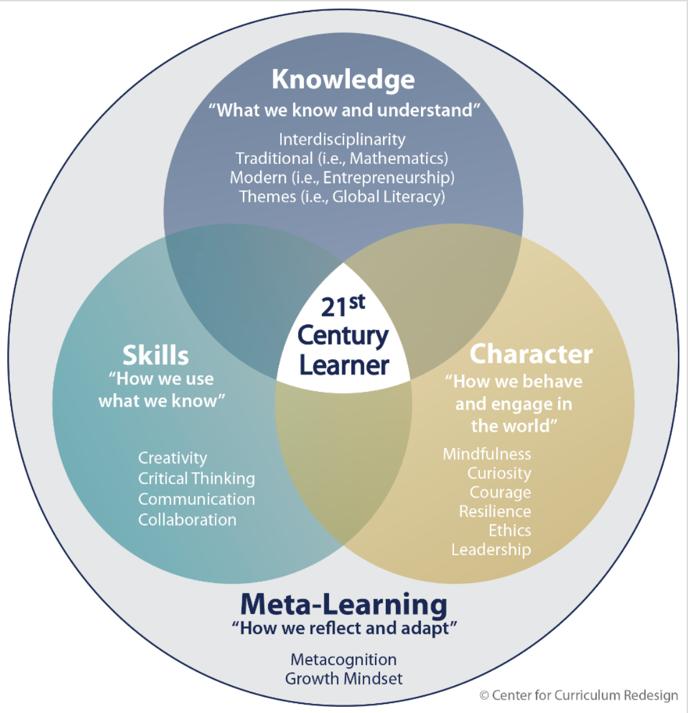 Knowledge
“What we know and understand”
Interdisciplinarity
Traditional (i.e., Mathematics)
Modern (i.e., Entrepreneurship)
Themes (i.e., Global Literacy)
21st
Century
Learner
Skills
“How we use
what we know”
Creativity
Critical Thinking
Communication
Collaboration
Character
“How we behave
and engage in
the world”
Mindfulness
Curiosity
Courage
Resilience
Ethics
Leadership
Meta-Learning
“How we reflect and adapt”
Metacognition
Growth Mindset
© Center for Curriculum Redesign